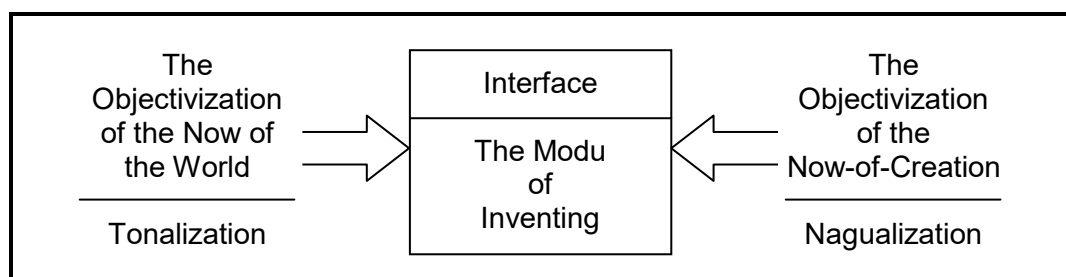 The
Objectivization
of the Now of
the World
Tonalization
Interface
The Modu
of
Inventing
The
Objectivization
of the
Now-of-Creation
Nagualization